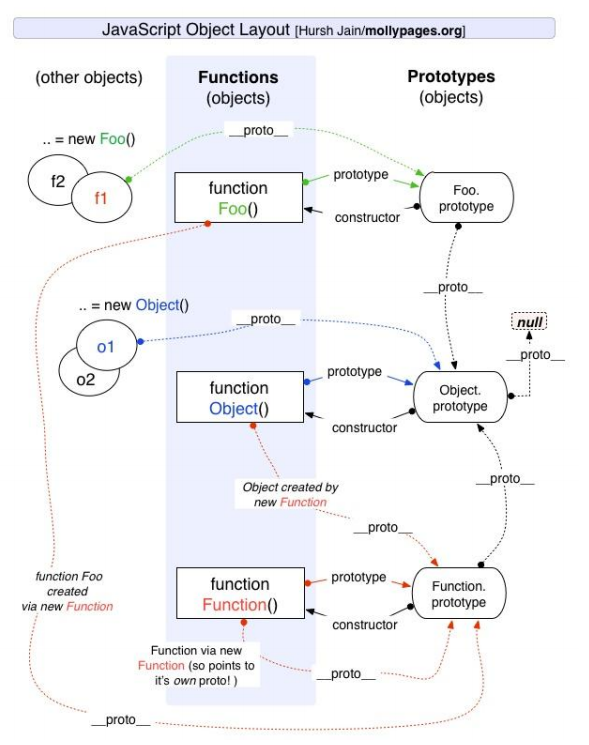 JavaScript Object Layout [Hursh Jain/mollypages.org]
(other objects)
Functions
(objects)
Prototypes
(objects)
.. = new Foo()
__proto__
f2
f1
function
Foo()
prototype
constructor
Foo.
prototype
__proto__
.. = new Object()
__proto__
null
__proto__
o1
o2
function
Object()
prototype
constructor
Object.
prototype
Object created by
new Function
__proto__
__proto__
function Foo
created
via new Function
function
Function()
prototype
constructor
Function.
prototype
Function via new
Function (so points to
it's own proto! )
__proto__
__proto__